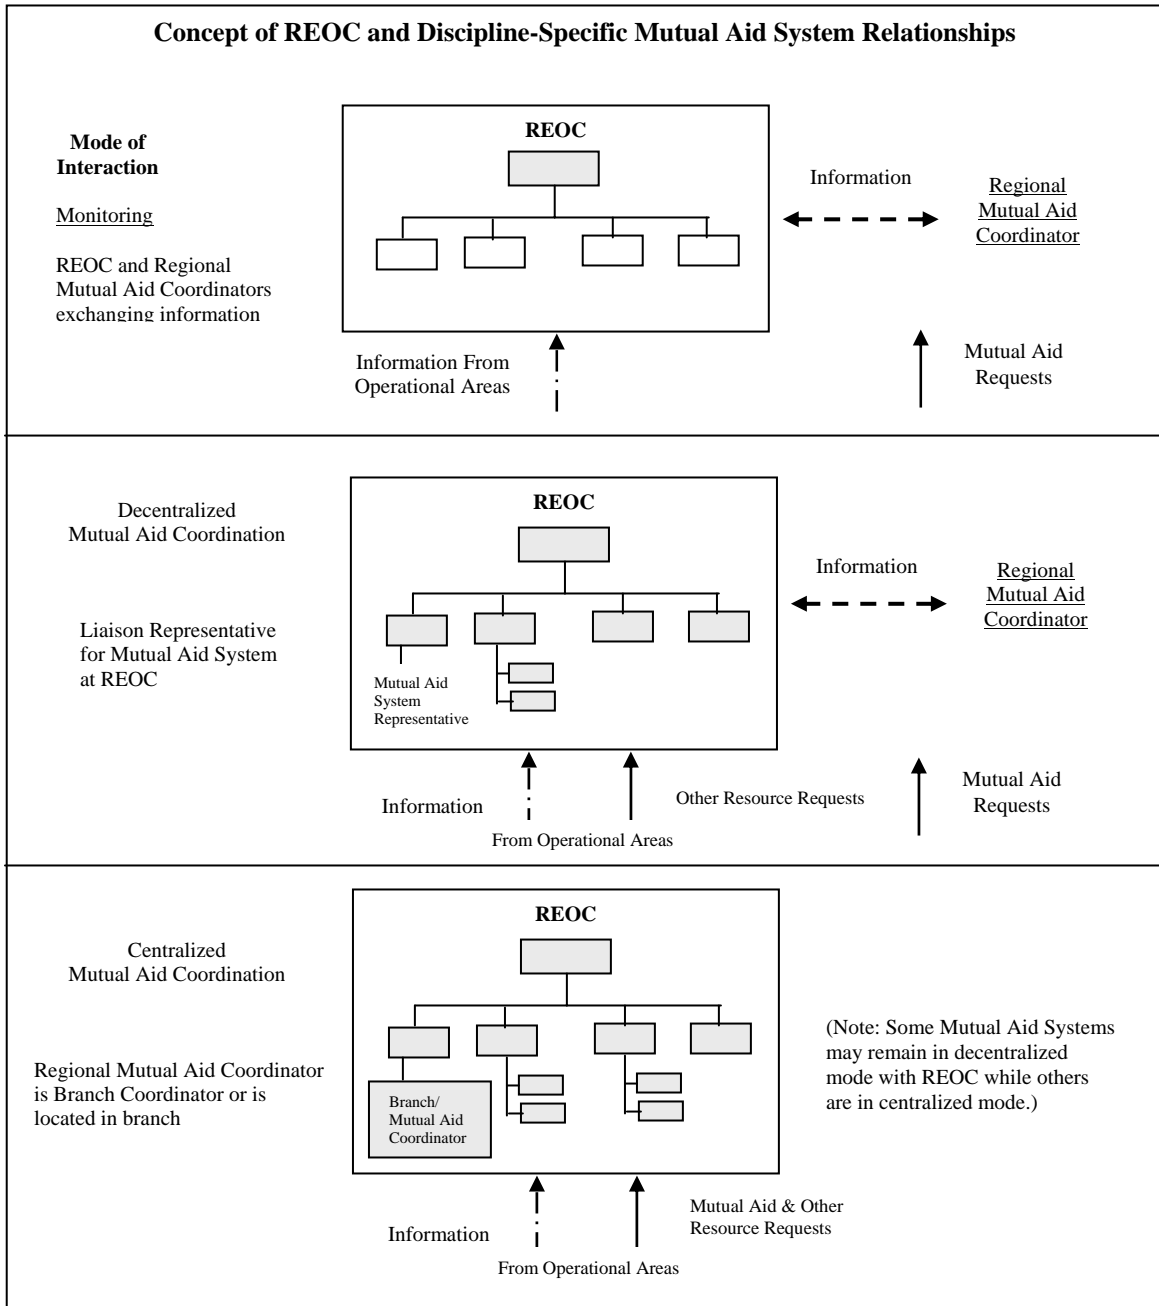 Concept of REOC and Discipline-Specific Mutual Aid System Relationships
Mode of
Interaction
Monitoring
REOC and Regional
Mutual Aid Coordinators
exchanging information
REOC
Information
Regional
Mutual Aid
Coordinator
Information From
Operational Areas
Mutual Aid
Requests
Decentralized
Mutual Aid Coordination
Liaison Representative
for Mutual Aid System
at REOC
REOC
Mutual Aid
System
Representative
Information
Regional
Mutual Aid
Coordinator
Information
Other Resource Requests
From Operational Areas
Mutual Aid
Requests
Centralized
Mutual Aid Coordination
Regional Mutual Aid Coordinator
is Branch Coordinator or is
located in branch
REOC
Branch/
Mutual Aid
Coordinator
(Note: Some Mutual Aid Systems
may remain in decentralized
mode with REOC while others
are in centralized mode.)
Information
Mutual Aid & Other
Resource Requests
From Operational Areas